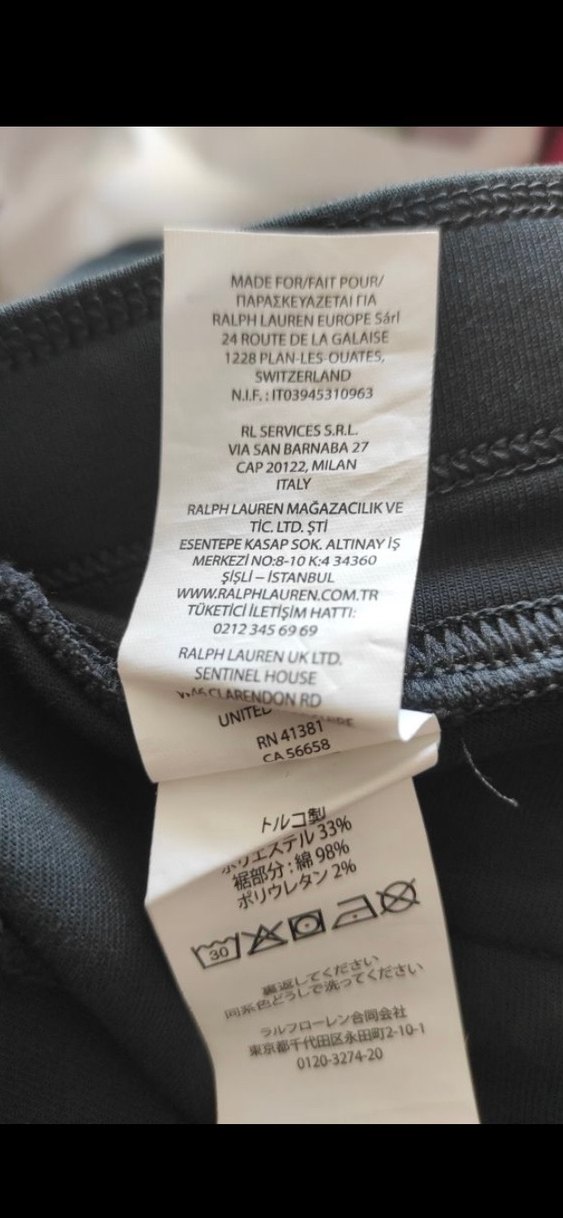 MADE FOR/FAIT POUR/
ΠΑΡΑΣΚΕΥΑΖΕΤΑΙ ΓΙΑ
RALPH LAUREN EUROPE Sárl
24 ROUTE DE LA GALAISE
1228 PLAN-LES-OUATES,
SWITZERLAND
N.I.F. : IT03945310963
RL SERVICES S.R.L.
VIA SAN BARNABA 27
CAP 20122, MILAN
ITALY
RALPH LAUREN MAĞAZACILIK VE
TİC. LTD. ŞTİ
ESENTEPE KASAP SOK. ALTINAY İŞ
MERKEZİ NO:8-10 K:4 34360
ŞİŞLİ – İSTANBUL
WWW.RALPHLAUREN.COM.TR
TÜKETİCİ İLETİŞİM HATTI:
0212 345 69 69
RALPH LAUREN UK LTD.
SENTINEL HOUSE
CLARENDON RD
RN 41381
CA 56658
トルコ製
ポリエステル 33%
裾部分 : 綿 98%
ポリウレタン 2%
30
裏返してください
同系色どうしで洗ってください
ラルフローレン合同会社
東京都千代田区永田町2-10-1
0120-3274-20